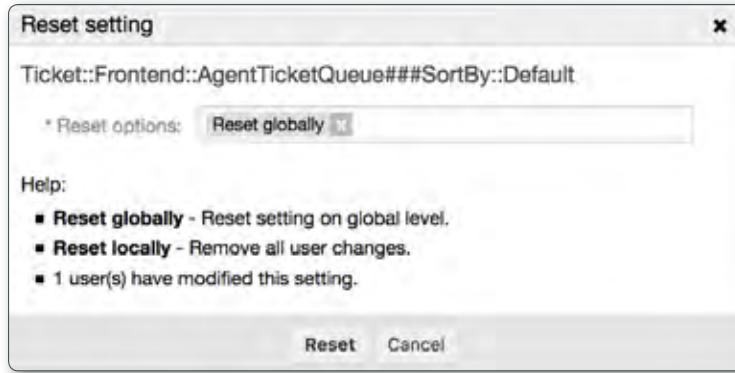 Reset setting
Ticket::Frontend::AgentTicketQueue###SortBy::Default
* Reset options: Reset globally
Help:
Reset globally - Reset setting on global level.
Reset locally - Remove all user changes.
1 user(s) have modified this setting.
Reset Cancel